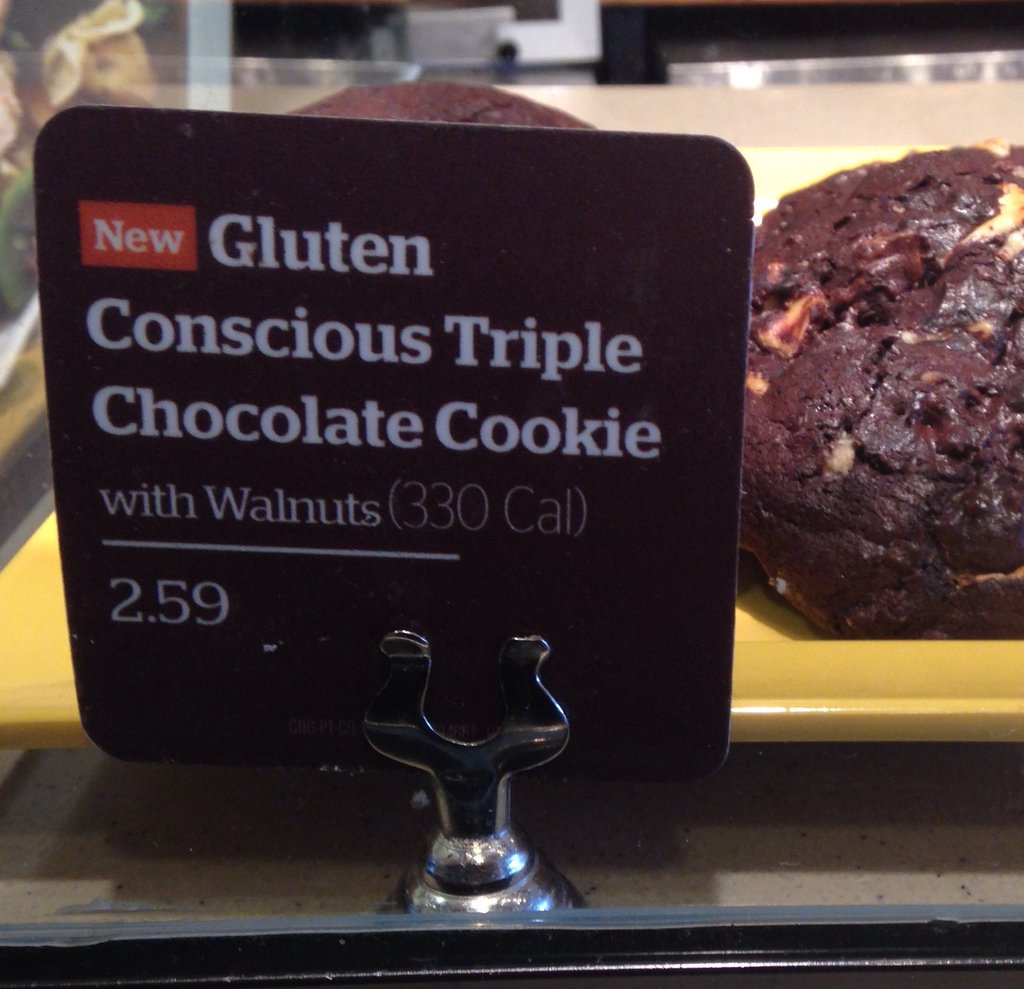 New Gluten
Conscious Triple
Chocolate Cookie
with Walnuts (330 Cal)
2.59